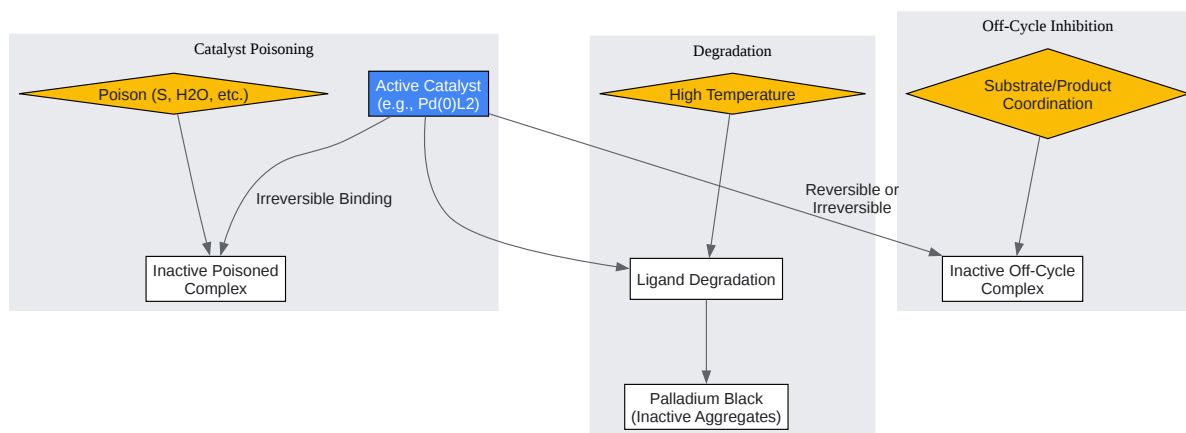 Catalyst Poisoning
Poison (S, H2O, etc.)
Active Catalyst
(e.g., Pd(0)L2)
Irreversible Binding
Inactive Poisoned
Complex
Degradation
High Temperature
Ligand Degradation
Palladium Black
(Inactive Aggregates)
Off-Cycle Inhibition
Substrate/Product
Coordination
Reversible or
Irreversible
Inactive Off-Cycle
Complex